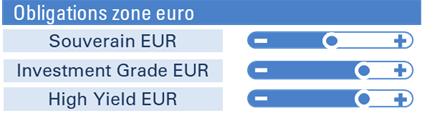 Obligations zone euro
Souverain EUR − +
Investment Grade EUR − +
High Yield EUR − +